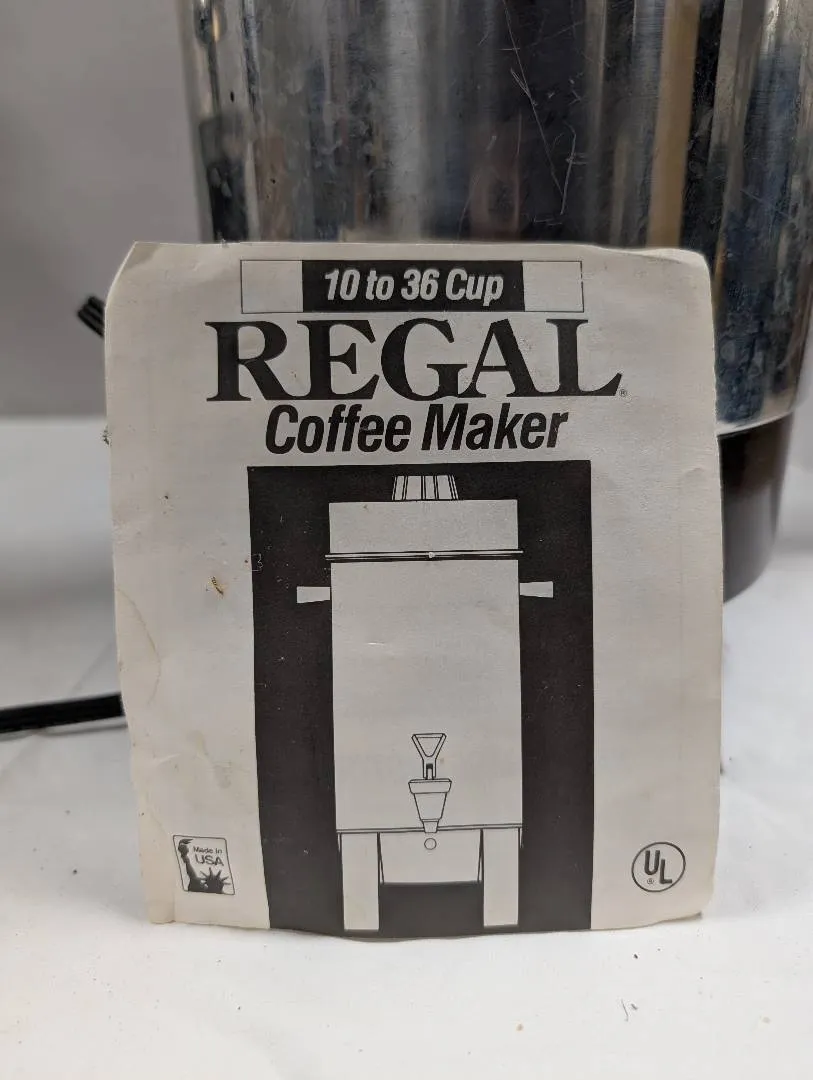 10 to 36 Cup
REGAL®
Coffee Maker
Made in
USA
UL
®